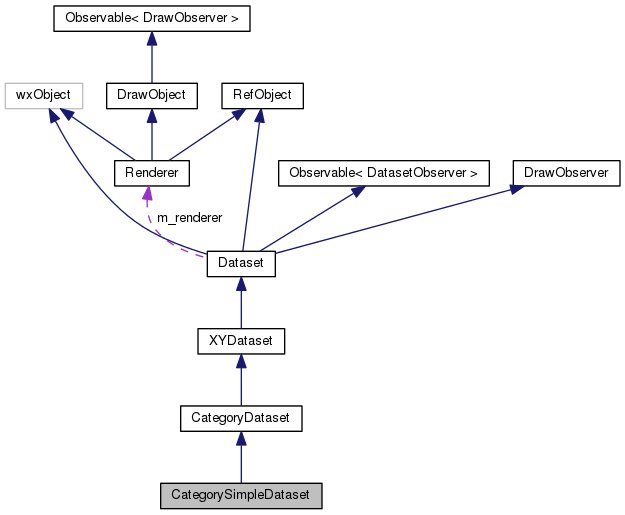 Observable< DrawObserver >
wxObject
DrawObject
RefObject
Renderer
Observable< DatasetObserver >
DrawObserver
m_renderer
Dataset
XYDataset
CategoryDataset
CategorySimpleDataset